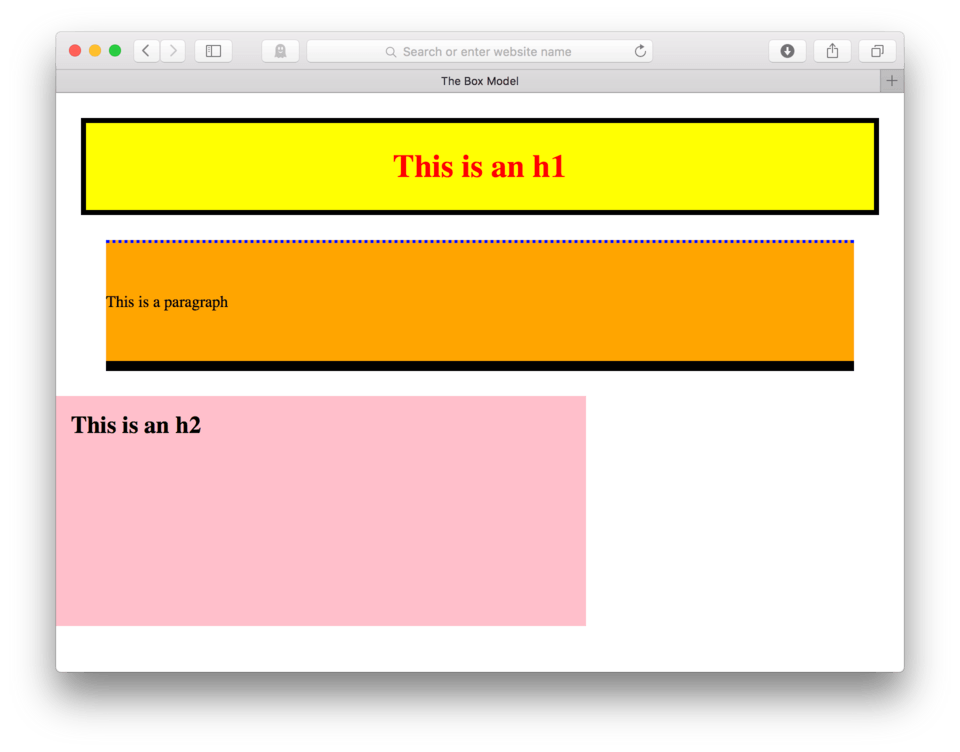 Search or enter website name
The Box Model
This is an h1
This is a paragraph
This is an h2